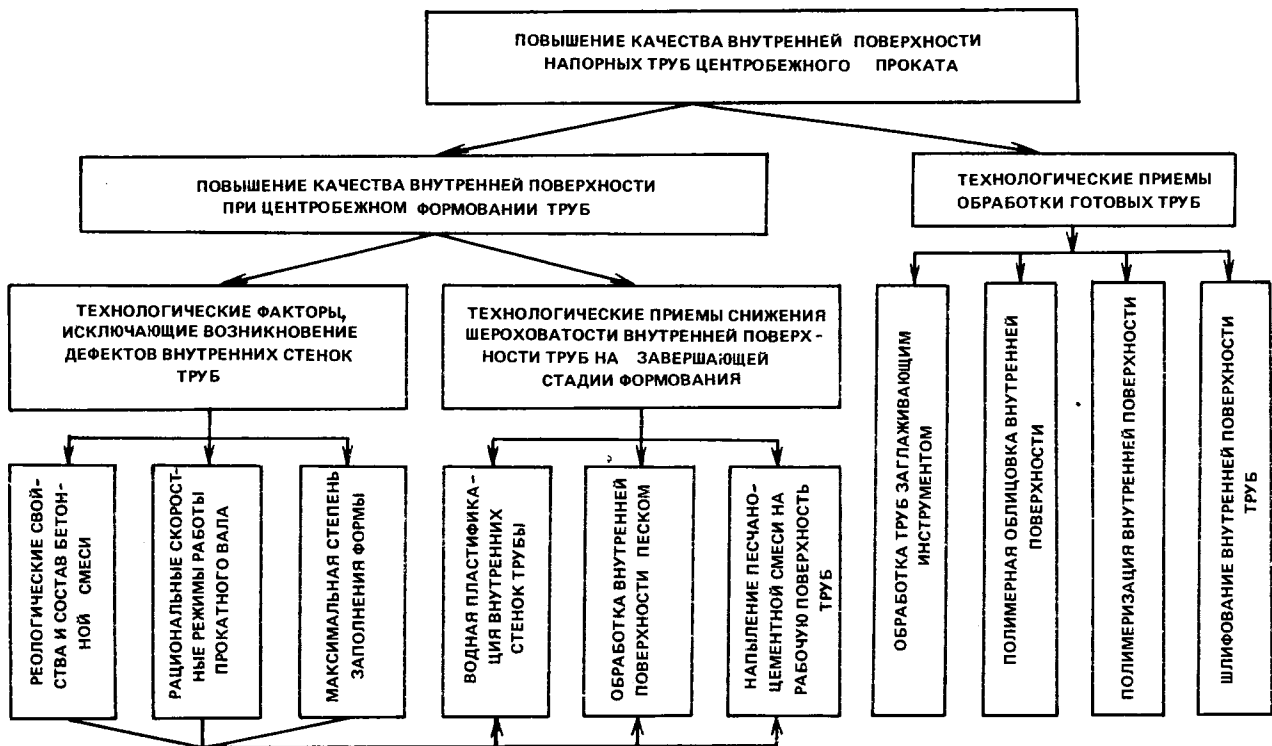 ПОВЫШЕНИЕ КАЧЕСТВА ВНУТРЕННЕЙ ПОВЕРХНОСТИ
НАПОРНЫХ ТРУБ ЦЕНТРОБЕЖНОГО ПРОКАТА
ПОВЫШЕНИЕ КАЧЕСТВА ВНУТРЕННЕЙ ПОВЕРХНОСТИ
ПРИ ЦЕНТРОБЕЖНОМ ФОРМОВАНИИ ТРУБ
ТЕХНОЛОГИЧЕСКИЕ ПРИЕМЫ
ОБРАБОТКИ ГОТОВЫХ ТРУБ
ТЕХНОЛОГИЧЕСКИЕ ФАКТОРЫ,
ИСКЛЮЧАЮЩИЕ ВОЗНИКНОВЕНИЕ
ДЕФЕКТОВ ВНУТРЕННИХ СТЕНОК
ТРУБ
ТЕХНОЛОГИЧЕСКИЕ ПРИЕМЫ СНИЖЕНИЯ
ШЕРОХОВАТОСТИ ВНУТРЕННЕЙ ПОВЕРХ-
НОСТИ ТРУБ НА ЗАВЕРШАЮЩЕЙ
СТАДИИ ФОРМОВАНИЯ
РЕОЛОГИЧЕСКИЕ СВОЙ-
СТВА И СОСТАВ БЕТОН-
НОЙ СМЕСИ
РАЦИОНАЛЬНЫЕ СКОРОСТ-
НЫЕ РЕЖИМЫ РАБОТЫ
ПРОКАТНОГО ВАЛА
МАКСИМАЛЬНАЯ СТЕПЕНЬ
ЗАПОЛНЕНИЯ ФОРМЫ
ВОДНАЯ ПЛАСТИФИКА-
ЦИЯ ВНУТРЕННИХ
СТЕНОК ТРУБЫ
ОБРАБОТКА ВНУТРЕННЕЙ
ПОВЕРХНОСТИ ПЕСКОМ
НАПЫЛЕНИЕ ПЕСЧАНО-
ЦЕМЕНТНОЙ СМЕСИ НА
РАБОЧУЮ ПОВЕРХНОСТЬ
ТРУБ
ОБРАБОТКА ТРУБ ЗАГЛАЖИВАЮЩИМ
ИНСТРУМЕНТОМ
ПОЛИМЕРНАЯ ОБЛИЦОВКА ВНУТРЕННЕЙ
ПОВЕРХНОСТИ
ПОЛИМЕРИЗАЦИЯ ВНУТРЕННЕЙ ПОВЕРХНОСТИ
ШЛИФОВАНИЕ ВНУТРЕННЕЙ ПОВЕРХНОСТИ
ТРУБ